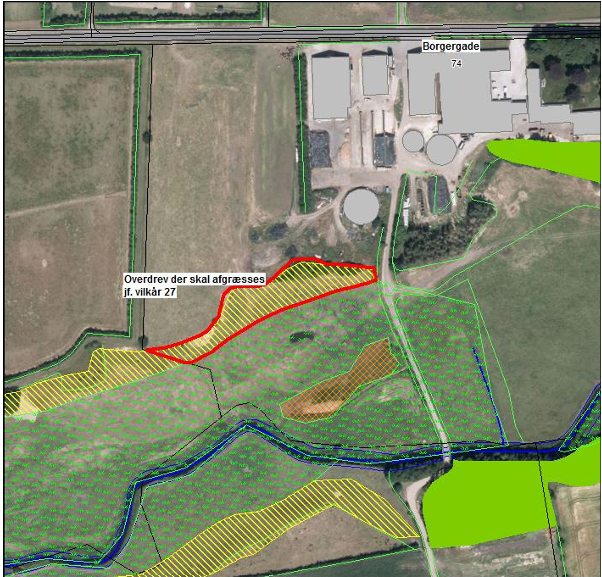 Borgergade
74
Overdrev der skal afgræsses
jf. vilkår 27